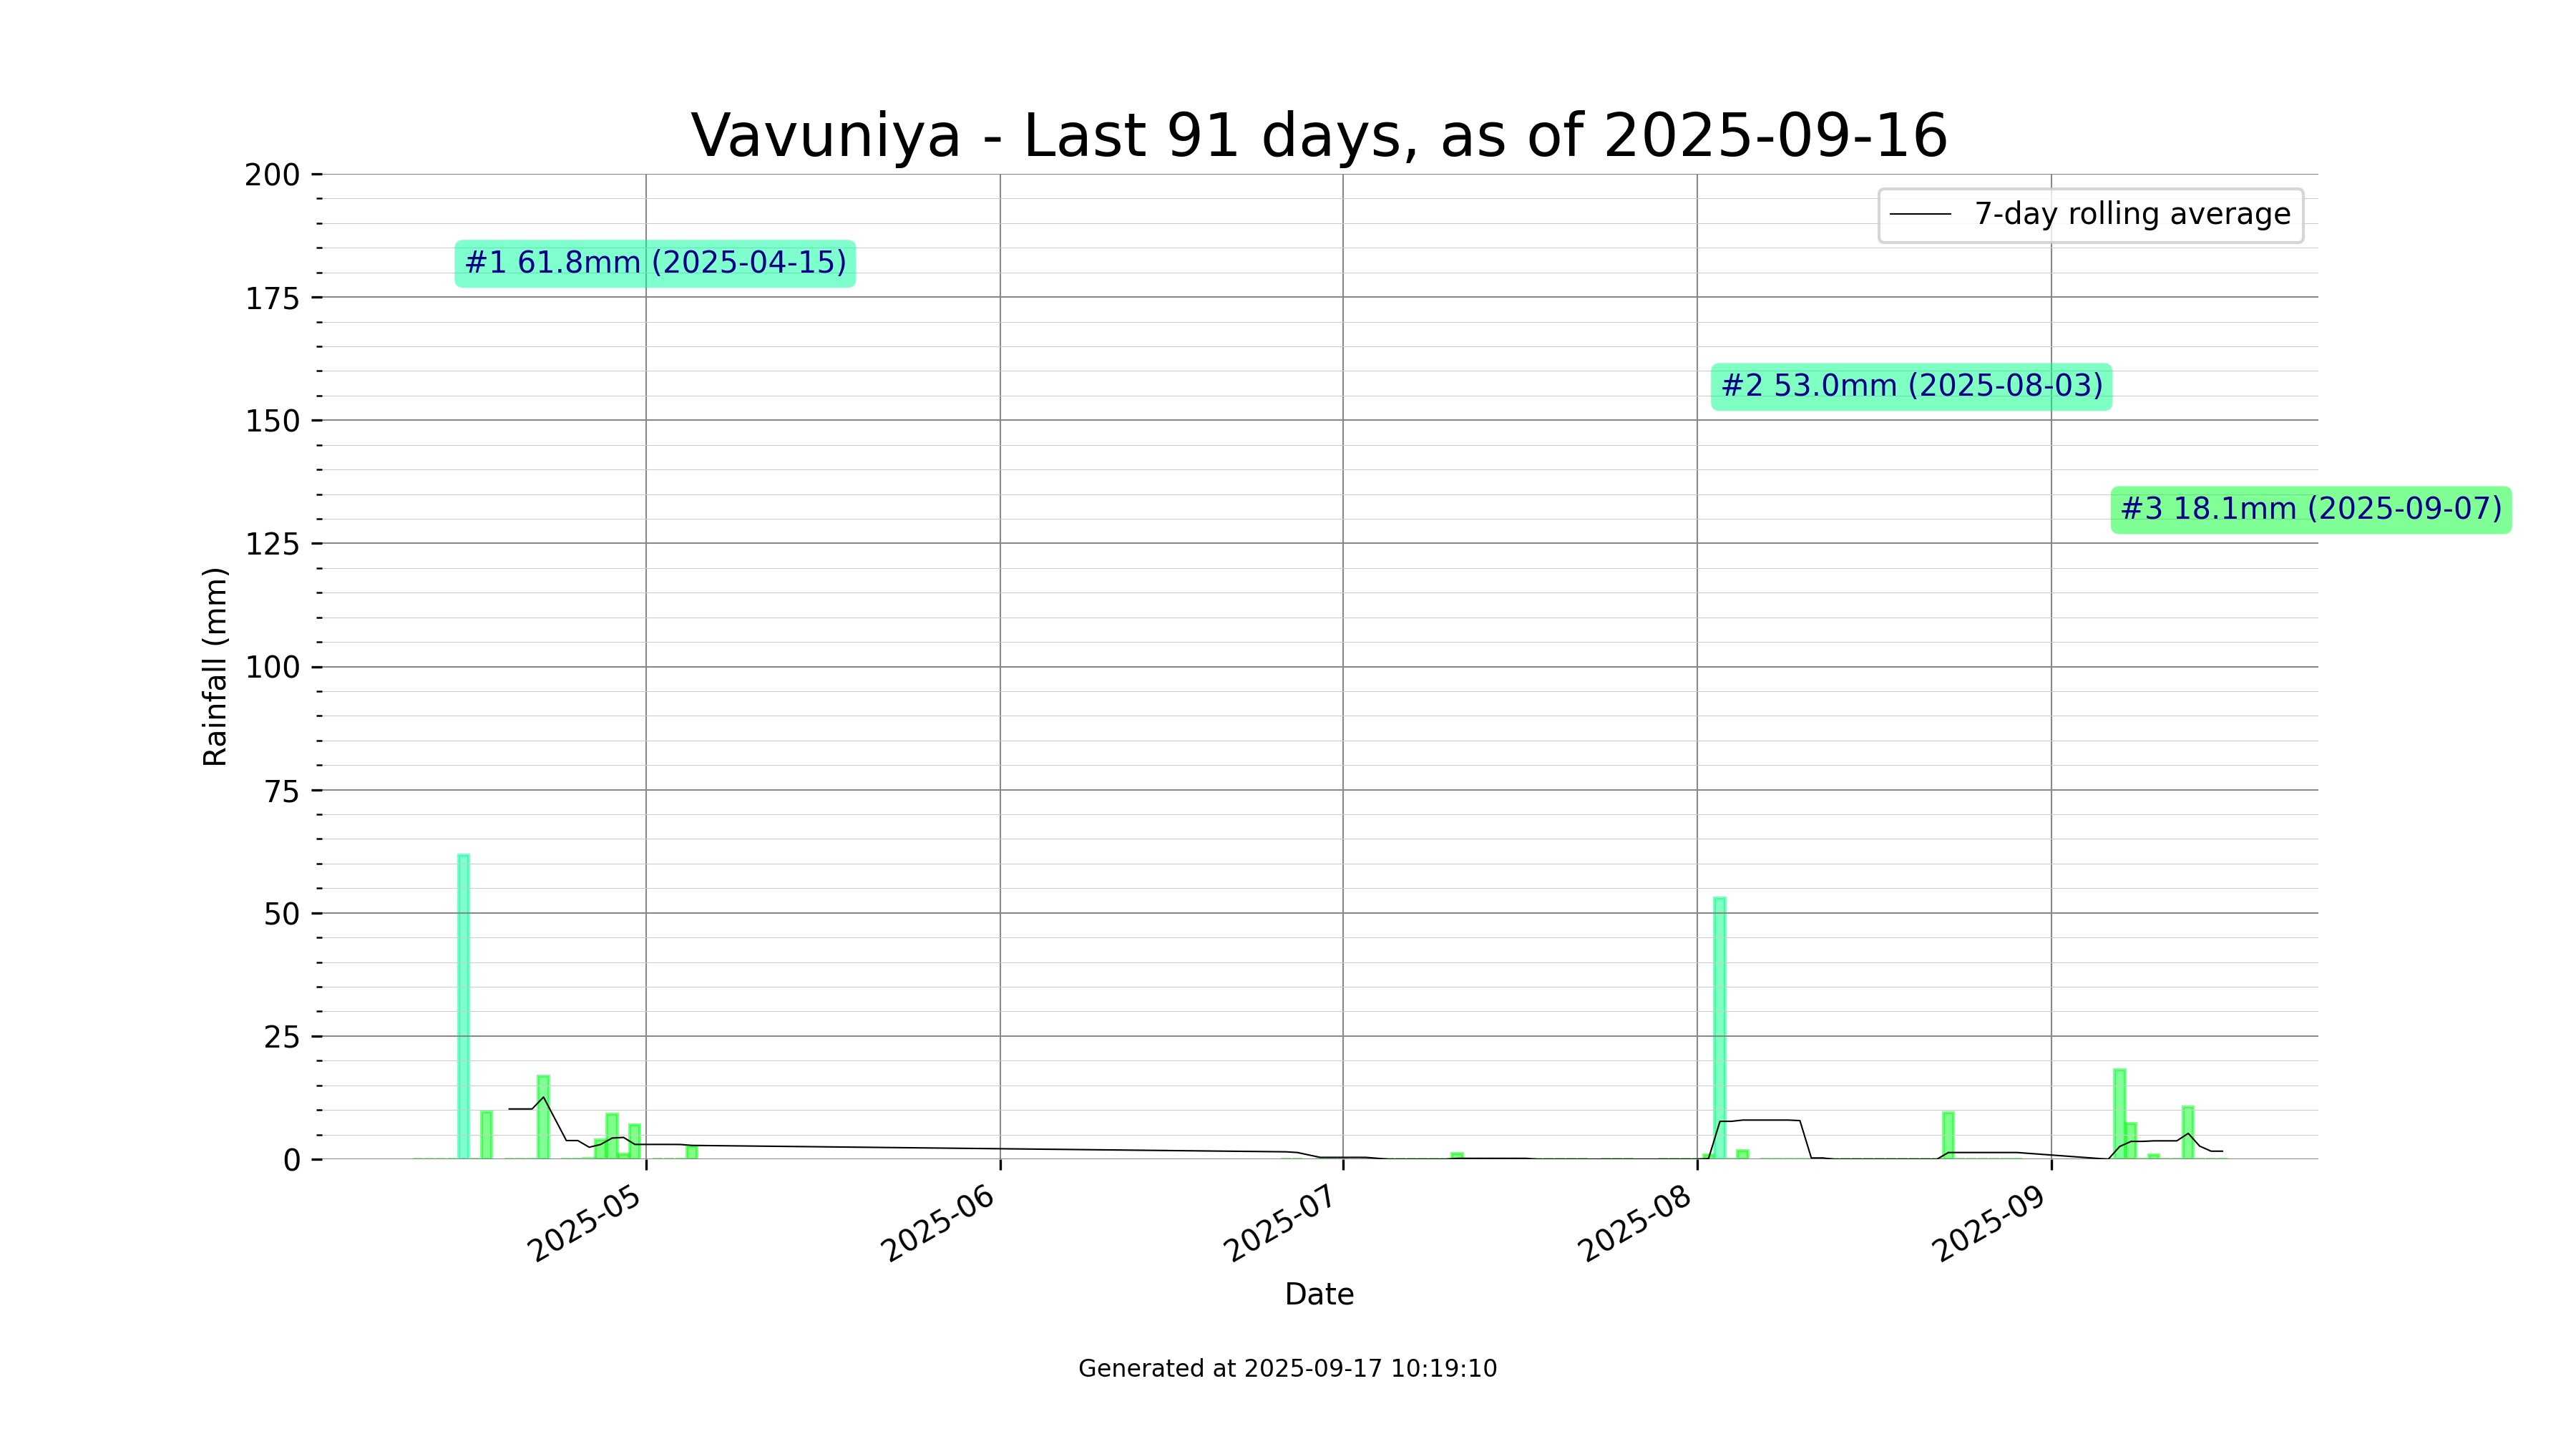 Vavuniya - Last 91 days, as of 2025-09-16
7-day rolling average
#1 61.8mm (2025-04-15)
#2 53.0mm (2025-08-03)
#3 18.1mm (2025-09-07)
Rainfall (mm)
200
175
150
125
100
75
50
25
0
2025-05
2025-06
2025-07
2025-08
2025-09
Date
Generated at 2025-09-17 10:19:10